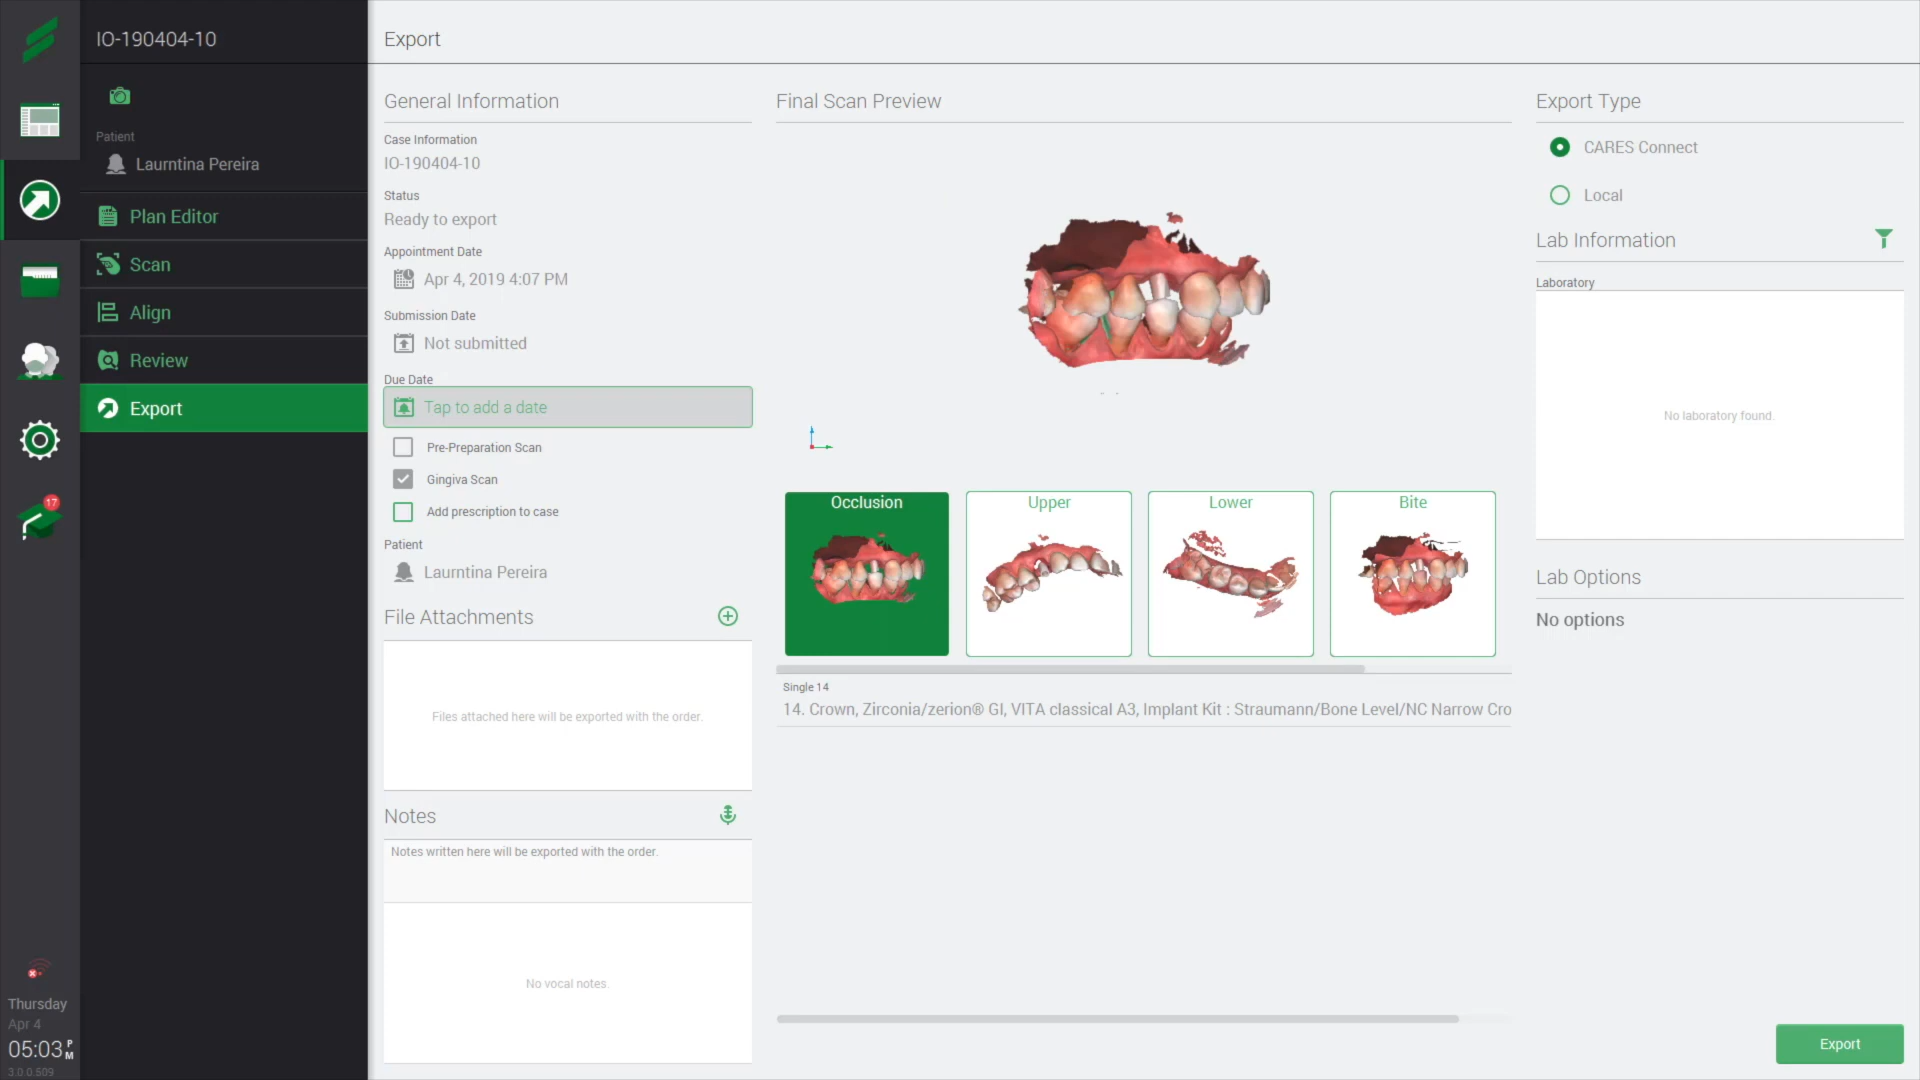 IO-190404-10
Export
Patient
Laurntina Pereira
Plan Editor
Scan
Align
Review
Export
17
Thursday
Apr 4
05:03 PM
3.0.0.509
General Information
Case Information
IO-190404-10
Status
Ready to export
Appointment Date
Apr 4, 2019 4:07 PM
Submission Date
Not submitted
Due Date
Tap to add a date
Pre-Preparation Scan
Gingiva Scan
Add prescription to case
Patient
Laurntina Pereira
File Attachments
Files attached here will be exported with the order.
Notes
Notes written here will be exported with the order.
No vocal notes.
Final Scan Preview
Occlusion
Upper
Lower
Bite
Single 14
14. Crown, Zirconia/zerion® GI, VITA classical A3, Implant Kit : Straumann/Bone Level/NC Narrow Cro
Export Type
CARES Connect
Local
Lab Information
Laboratory
No laboratory found.
Lab Options
No options
Export